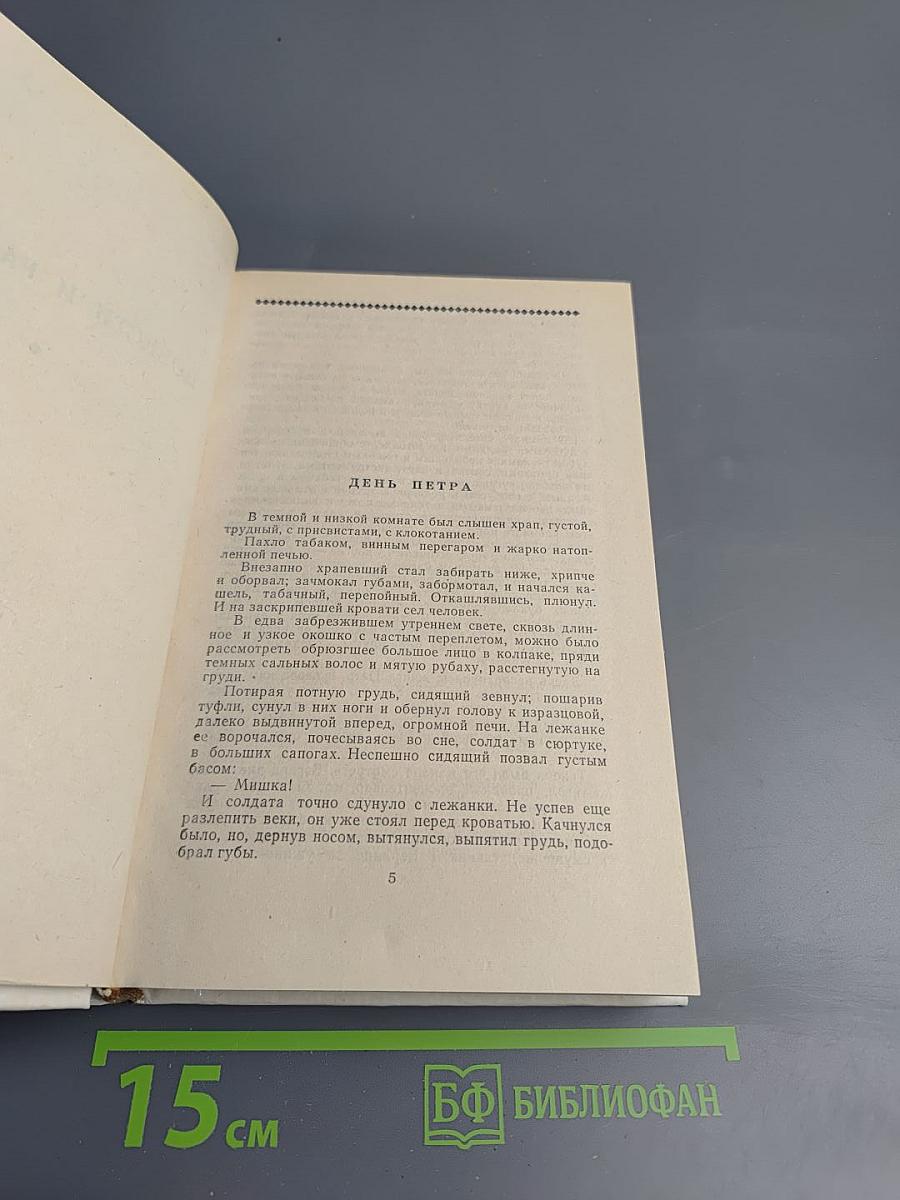 ДЕНЬ ПЕТРА
В темной и низкой комнате был слышен храп, густой,
трудный, с присвистами, с клокотанием.
Пахло табаком, винным перегаром и жарко натоп-
ленной печью.
Внезапно храпевший стал забирать ниже, хрипче
и оборвал; зачмокал губами, забормотал, и начался ка-
шель, табачный, перепойный. Откашлявшись, плюнул.
И на заскрипевшей кровати сел человек.
В едва забрезжившем утреннем свете, сквозь длин-
ное и узкое окошко с частым переплетом, можно было
рассмотреть обрюзгшее большое лицо в колпаке, пряди
темных сальных волос и мятую рубаху, расстегнутую на
груди.
Потирая потную грудь, сидящий зевнул; пошарив
туфли, сунул в них ноги и обернул голову к изразцовой,
далеко выдвинутой вперед, огромной печи. На лежанке
ее ворочался, почесываясь во сне, солдат в сюртуке,
в больших сапогах. Неспешно сидящий позвал густым
басом:
— Мишка!
И солдата точно сдунуло с лежанки. Не успев еще
разлепить веки, он уже стоял перед кроватью. Качнулся
было, но, дернув носом, вытянулся, выпятил грудь, подо-
брал губы.
5
15 см
БФ БИБЛИОФАН